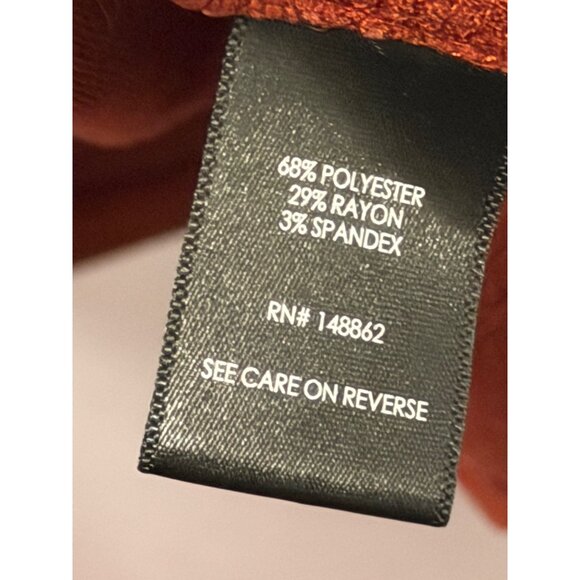 68% POLYESTER
29% RAYON
3% SPANDEX
RN# 148862
SEE CARE ON REVERSE